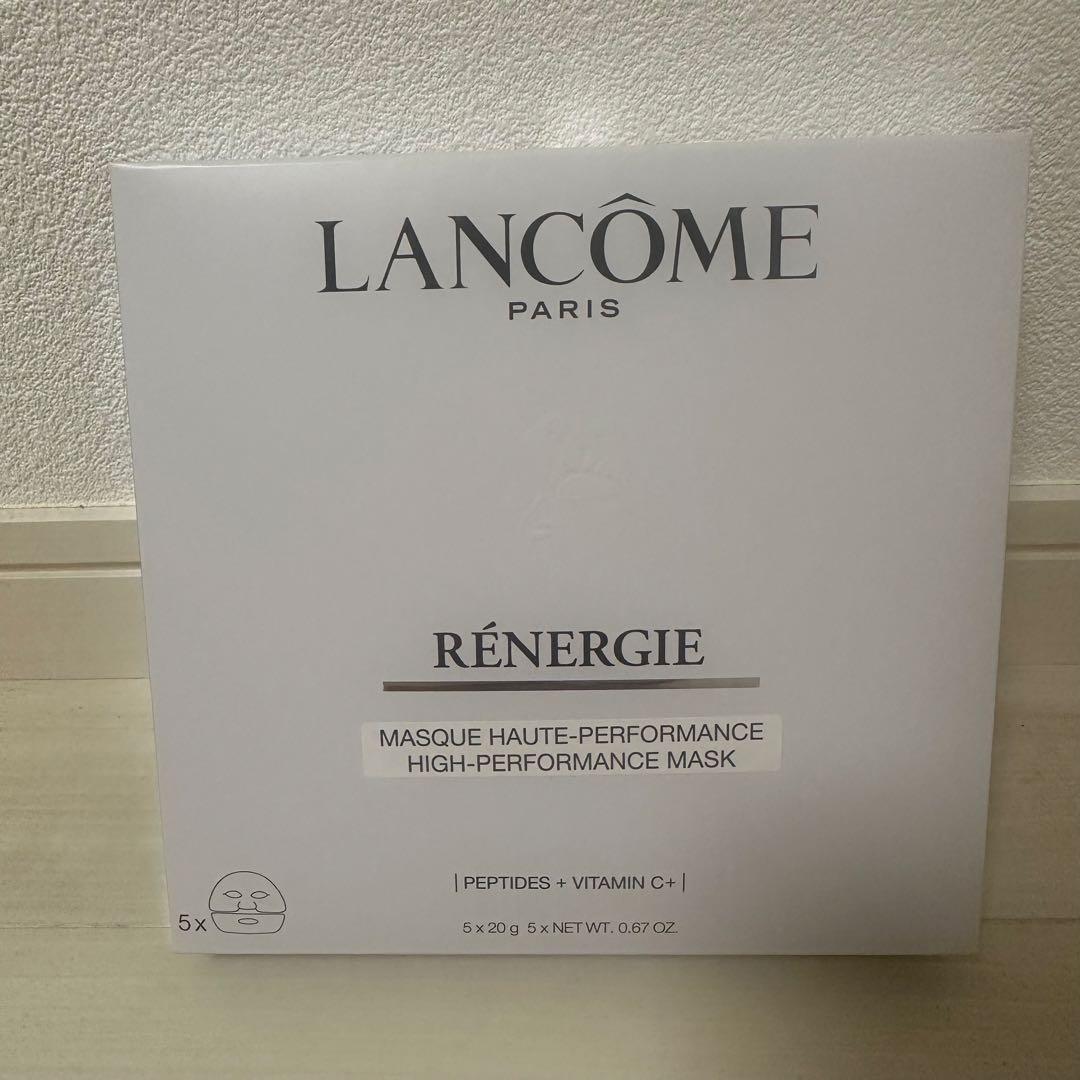 LANCÔME
PARIS
RÉNERGIE
MASQUE HAUTE-PERFORMANCE
HIGH-PERFORMANCE MASK
| PEPTIDES + VITAMIN C+ |
5 x
5 x 20 g 5 x NET WT. 0.67 OZ.